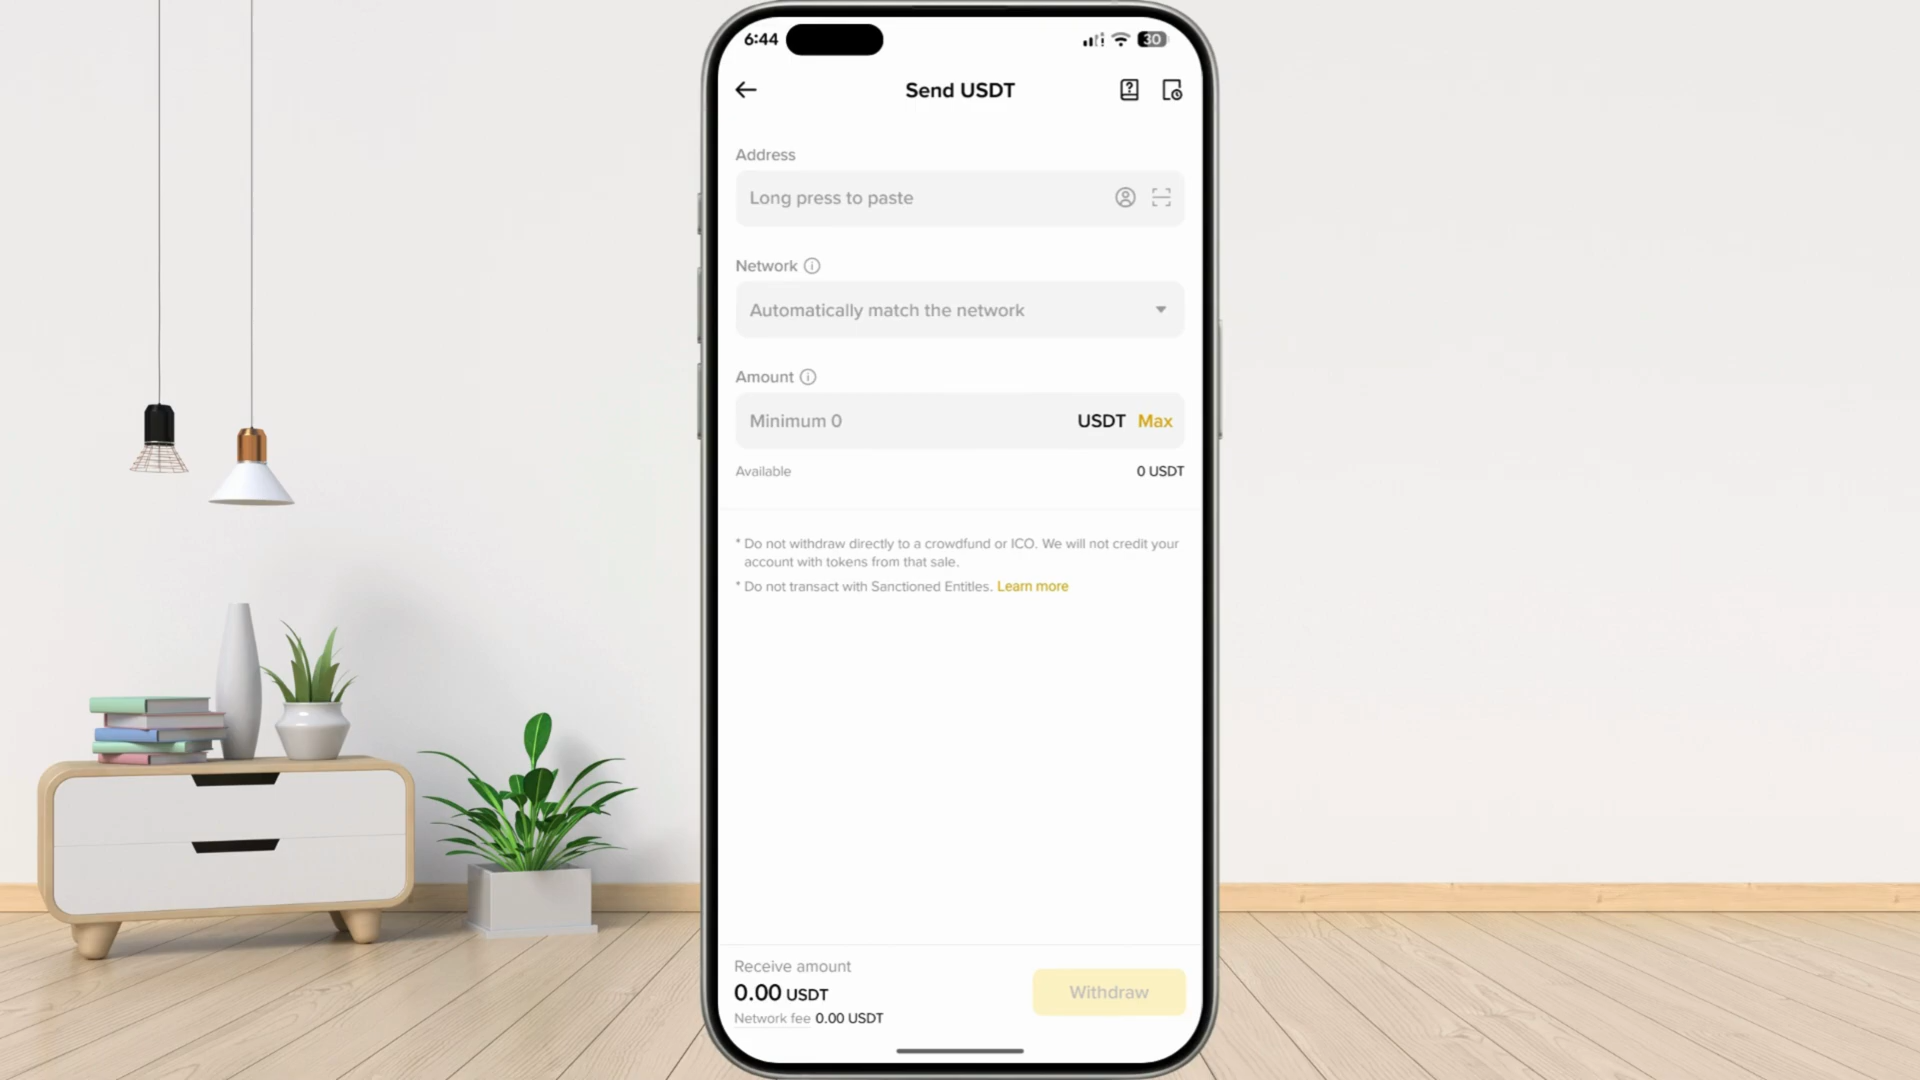 6:44
30
Send USDT
Address
Long press to paste
Network
Automatically match the network
Amount
Minimum 0 USDT Max
Available 0 USDT
* Do not withdraw directly to a crowdfund or ICO. We will not credit your
account with tokens from that sale.
* Do not transact with Sanctioned Entities. Learn more
Receive amount
0.00 USDT
Network fee 0.00 USDT
Withdraw